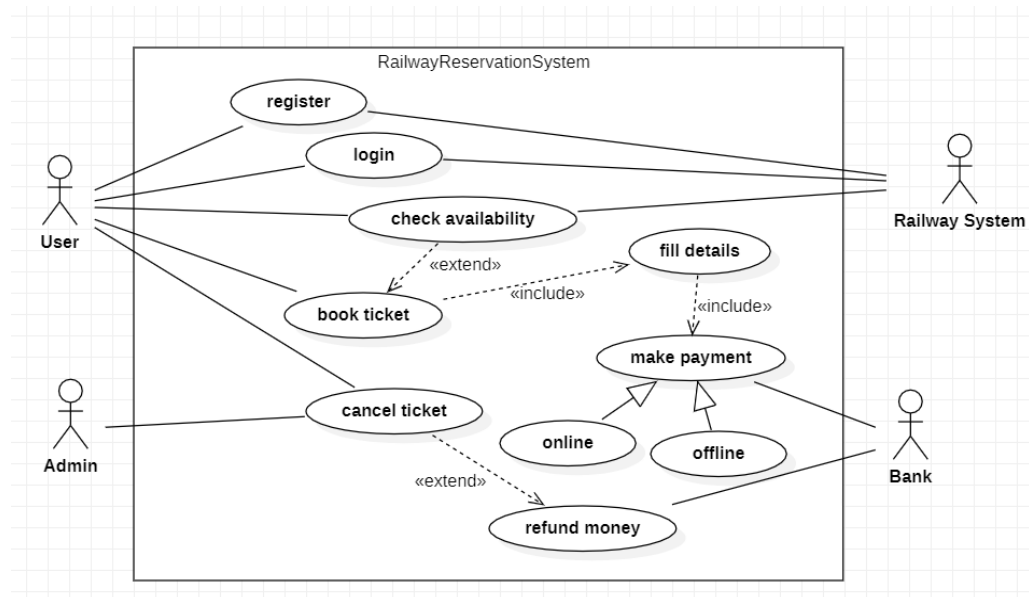 RailwayReservationSystem
register
login
check availability
User
Railway System
fill details
«extend»
«include»
«include»
book ticket
make payment
cancel ticket
Admin
online
offline
Bank
«extend»
refund money